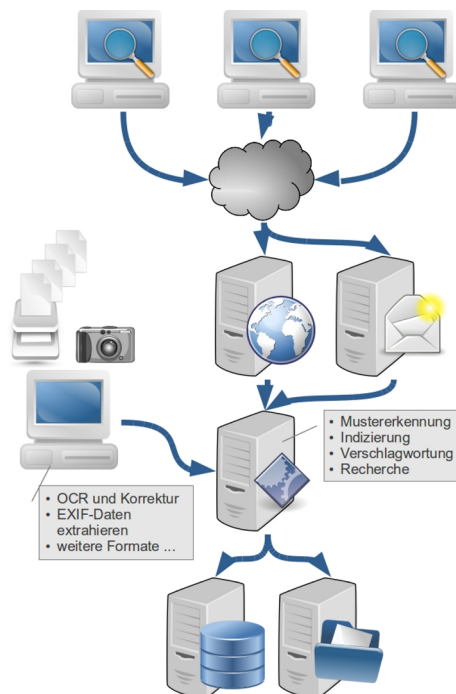 • Mustererkennung
• Indizierung
• Verschlagwortung
• Recherche
• OCR und Korrektur
• EXIF-Daten
extrahieren
• weitere Formate ...